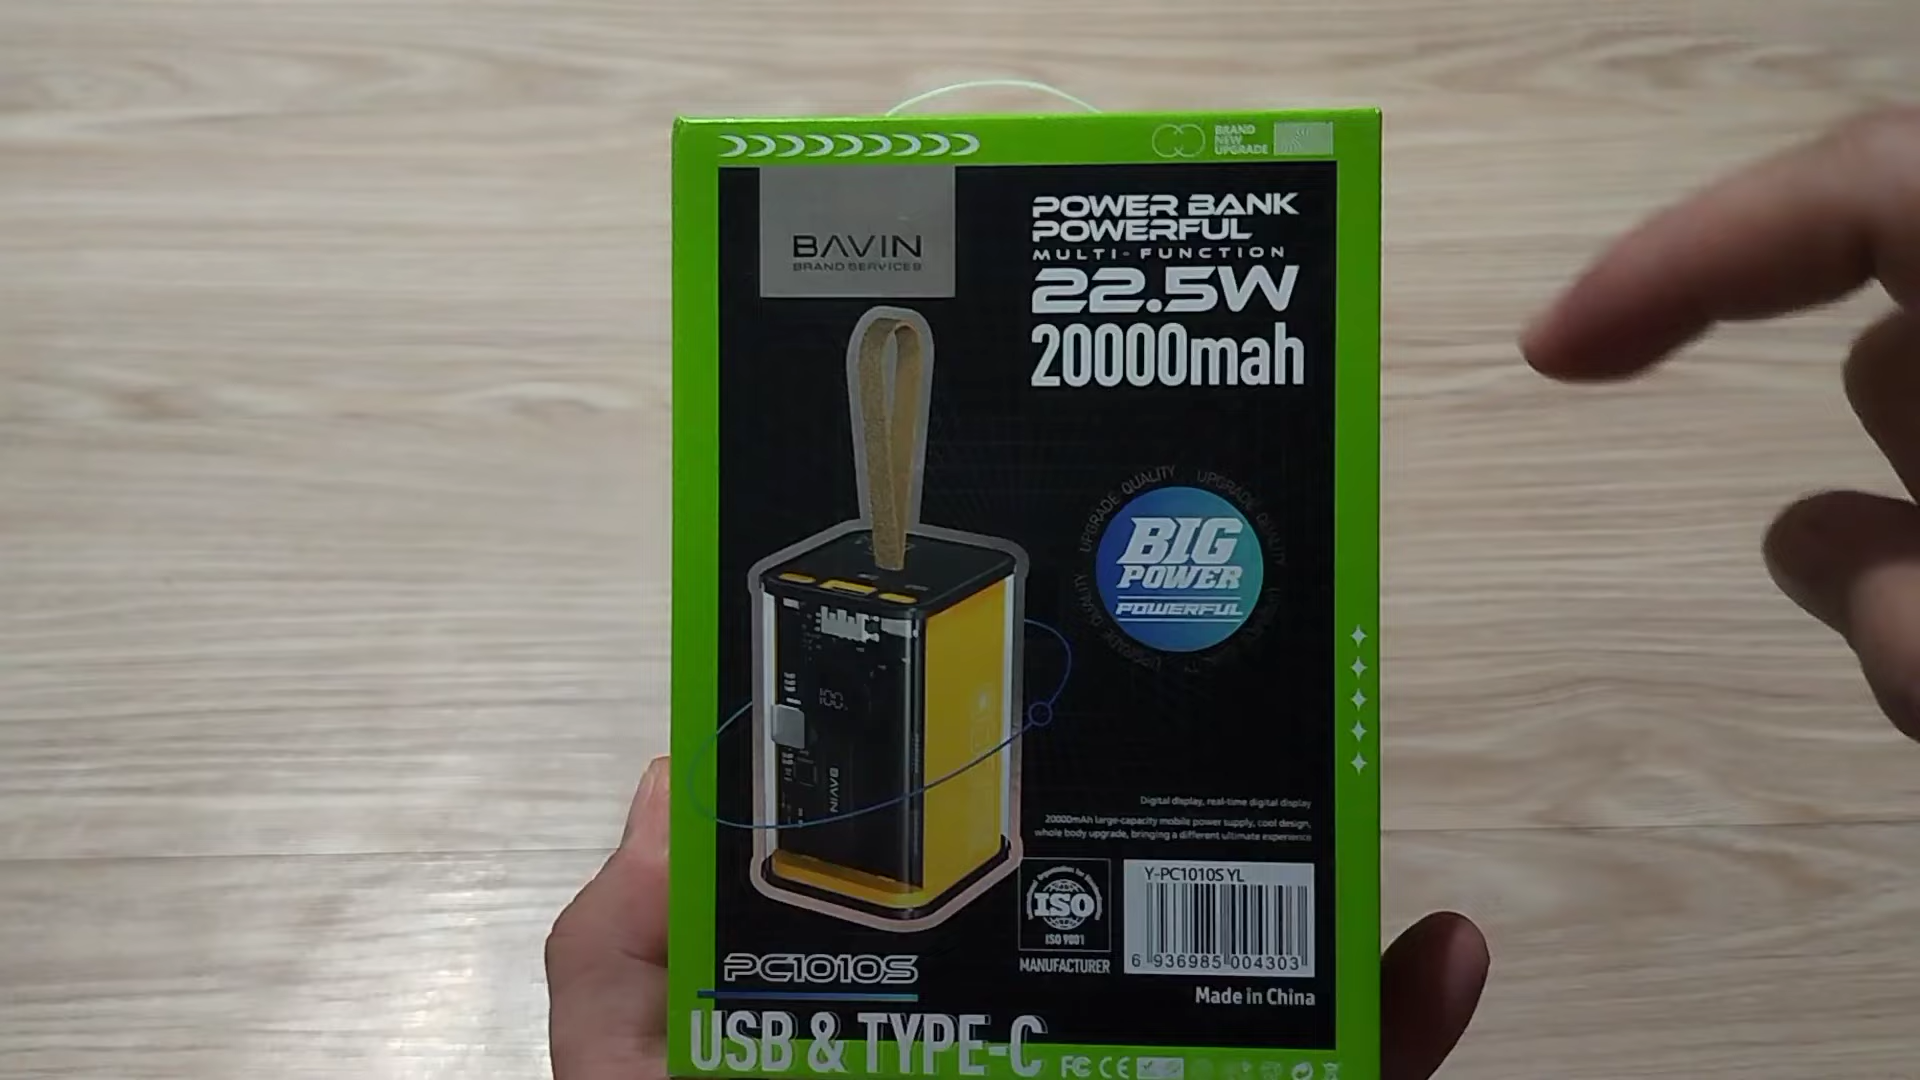 BRAND
NEW
UPGRADE
BAVIN
BRAND SERVICES
POWER BANK
POWERFUL
MULTI-FUNCTION
22.5W
20000mah
UPGRADE QUALITY UPGRADE QUALITY
BIG
POWER
POWERFUL
100
BAVIN
Digital display, real-time digital display
20000mAh large-capacity mobile power supply, cool design,
whole body upgrade, bringing a different ultimate experience
ISO
ISO 9001
MANUFACTURER
Y-PC1010S YL
6 936985 004303
Made in China
PC1010S
USB & TYPE-C
FC CE